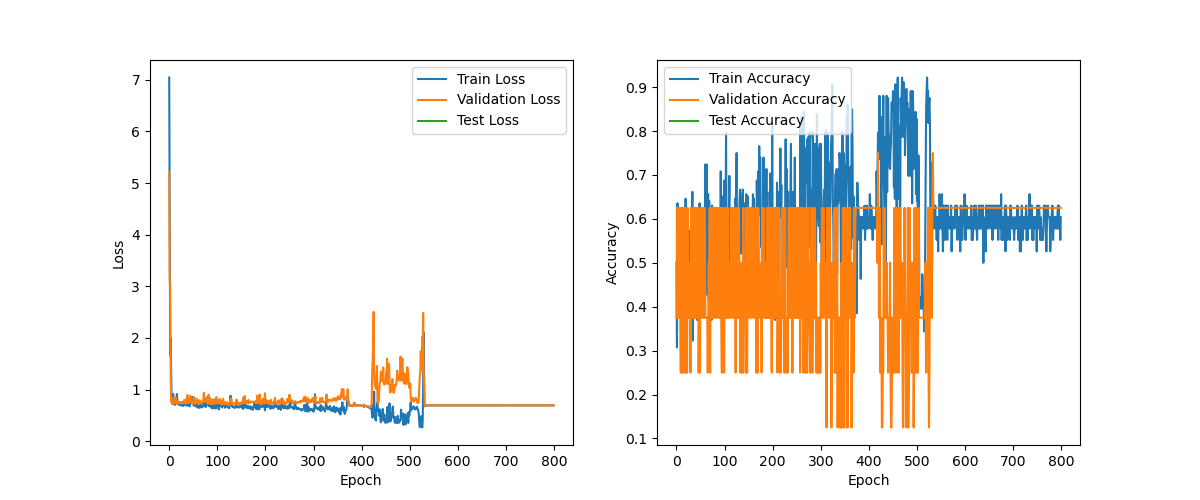 Train Loss
Validation Loss
Test Loss
7
6
5
4
3
2
1
0
Loss
0 100 200 300 400 500 600 700 800
Epoch
Train Accuracy
Validation Accuracy
Test Accuracy
0.9
0.8
0.7
0.6
0.5
0.4
0.3
0.2
0.1
Accuracy
0 100 200 300 400 500 600 700 800
Epoch